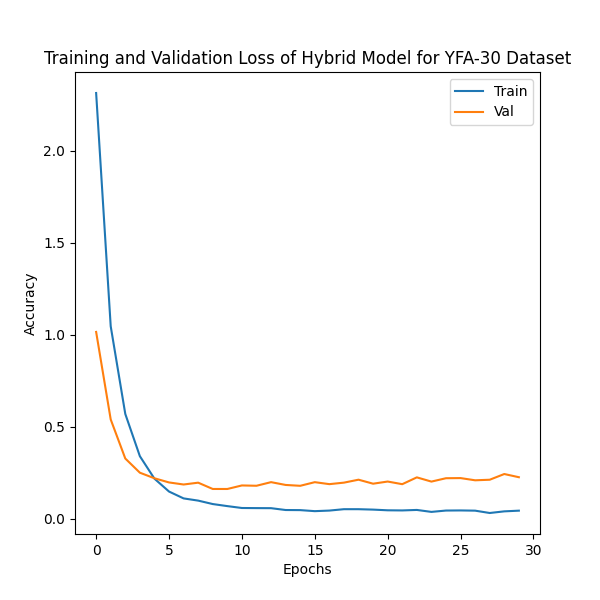 Training and Validation Loss of Hybrid Model for YFA-30 Dataset
Train
Val
Accuracy
2.0
1.5
1.0
0.5
0.0
0 5 10 15 20 25 30
Epochs